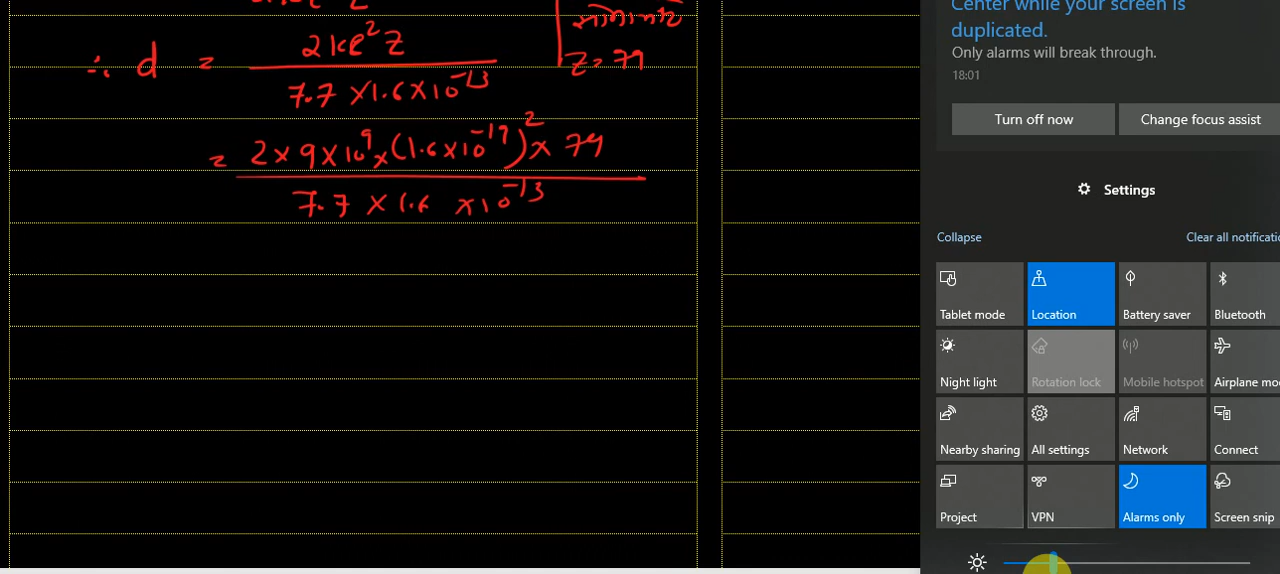 ∴ d = 2ke²Z / 7.7 × 1.6 × 10⁻¹³
Z = 79
= 2 × 9 × 10⁹ × (1.6 × 10⁻¹⁹)² × 79 / 7.7 × 1.6 × 10⁻¹³
Center while your screen is
duplicated.
Only alarms will break through.
18:01
Turn off now Change focus assist
Settings
Collapse Clear all notificatio
Tablet mode Location Battery saver Bluetooth
Night light Rotation lock Mobile hotspot Airplane mo
Nearby sharing All settings Network Connect
Project VPN Alarms only Screen snip